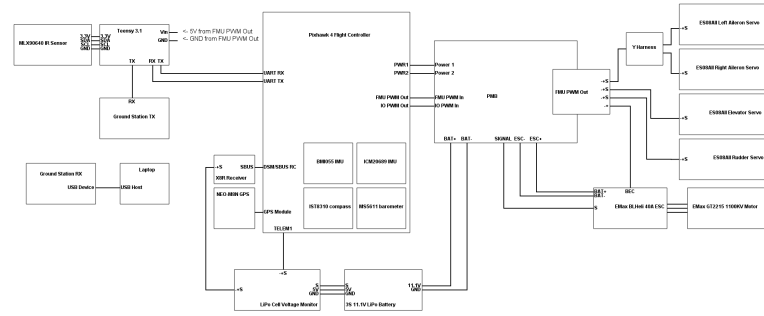 Teensy 3.1
Vin
<- 5V from FMU PWM Out
GND
<- GND from FMU PWM Out
MLX90640 IR Sensor
3.3V
SDA
SCL
GND
3.3V
SDA
SCL
GND
TX
RX TX
RX
Ground Station TX
Ground Station RX
USB Device
Laptop
USB Host
Pixhawk 4 Flight Controller
UART RX
UART TX
PWR1
PWR2
FMU PWM Out
IO PWM Out
DSM/SBUS RC
GPS Module
TELEM1
BMI055 IMU
ICM20689 IMU
IST8310 compass
MS5611 barometer
+S
SBUS
X8R Receiver
NEO-M8N GPS
-+S
+S
S
5V
GND
LiPo Cell Voltage Monitor
S
5V
GND
11.1V
GND
3S 11.1V LiPo Battery
Power 1
Power 2
FMU PWM In
IO PWM In
PMB
BAT+
BAT-
SIGNAL
ESC-
ESC+
FMU PWM Out
-+S
-+S
-+S
-+
BEC
Y Harness
+S
ES08AII Left Aileron Servo
+S
ES08AII Right Aileron Servo
+S
ES08AII Elevator Servo
+S
ES08AII Rudder Servo
BAT+
BAT-
S
EMax BLHeli 40A ESC
EMax GT2215 1100KV Motor